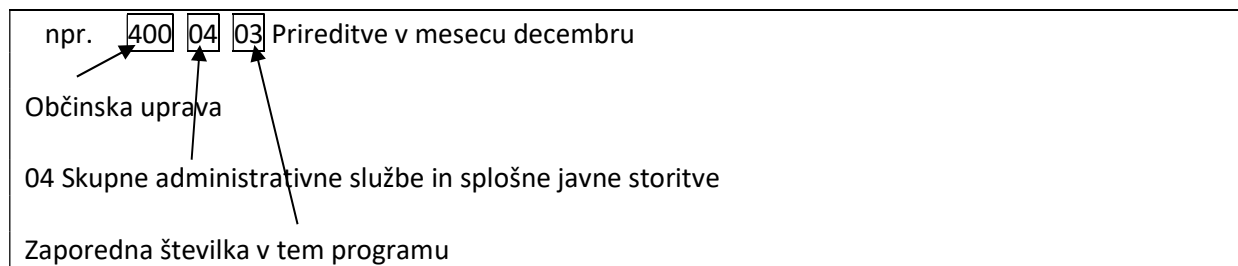 npr. 400 04 03 Prireditve v mesecu decembru
Občinska uprava
04 Skupne administrativne službe in splošne javne storitve
Zaporedna številka v tem programu